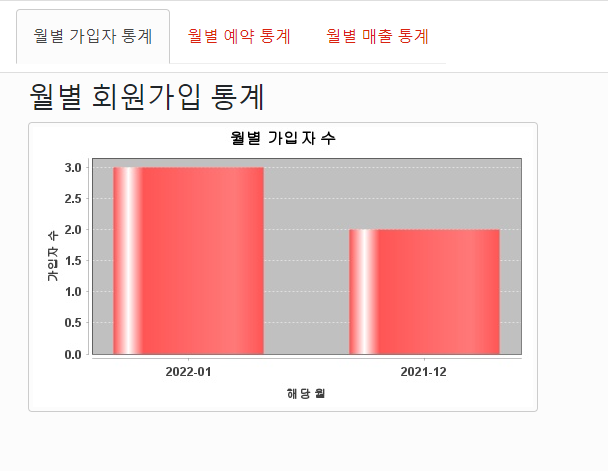 월별 가입자 통계 월별 예약 통계 월별 매출 통계
월별 회원가입 통계
월별 가입자 수
가입자 수
3.0
2.5
2.0
1.5
1.0
0.5
0.0
2022-01 2021-12
해당 월